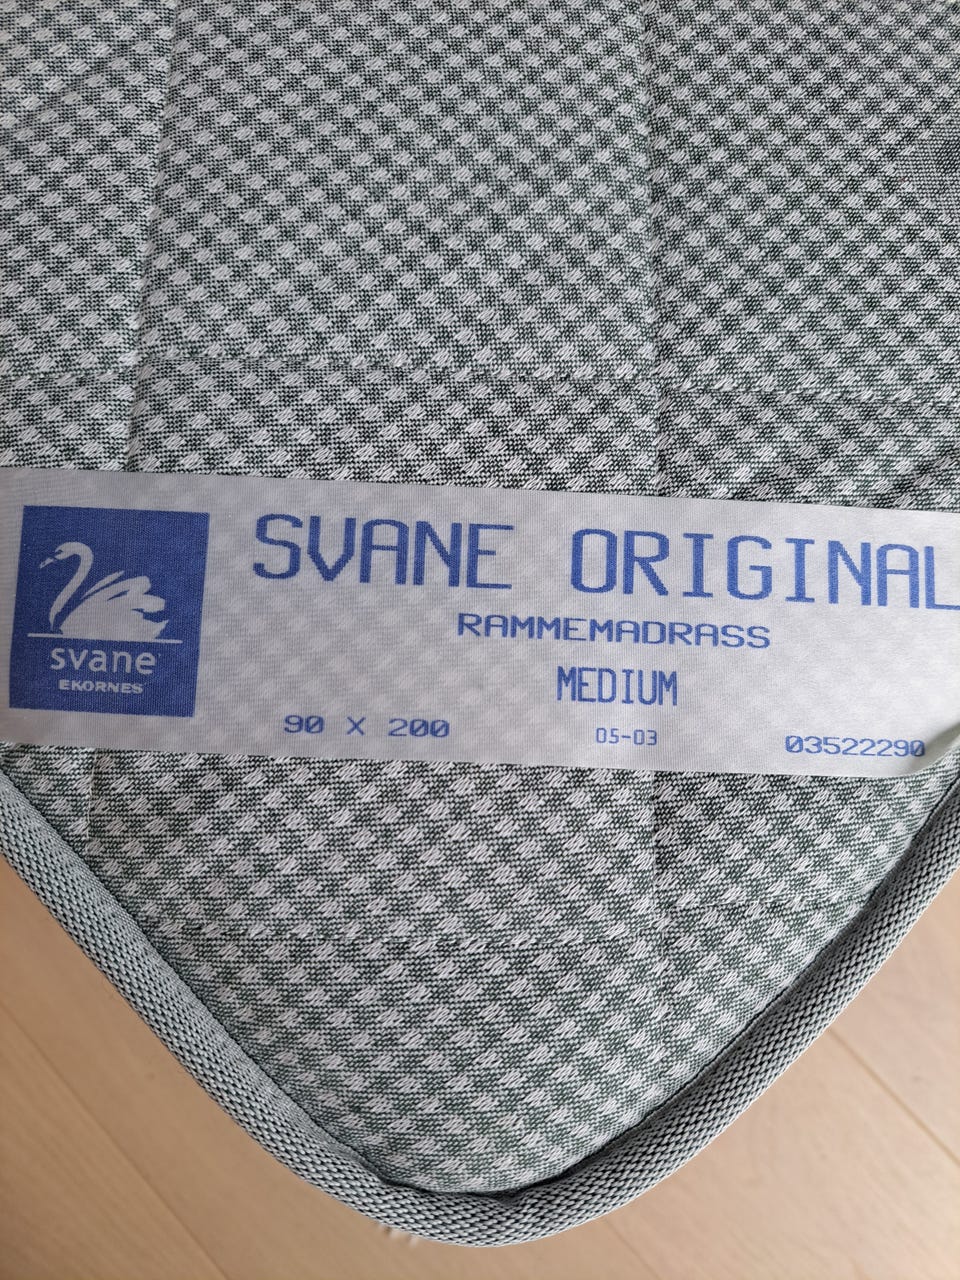 SVANE ORIGINAL
RAMMEMADRASS
MEDIUM
svane
EKORNES
90 X 200
05-03
03522290